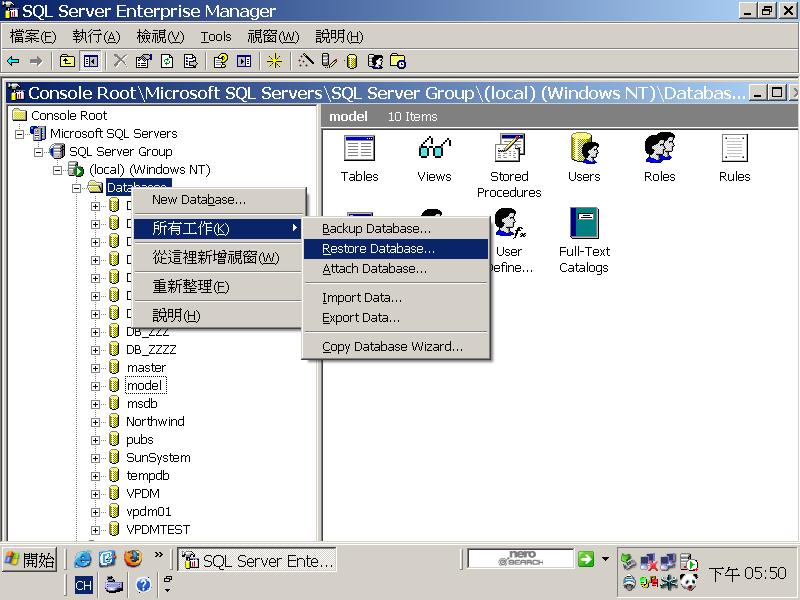 SQL Server Enterprise Manager
檔案(F) 執行(A) 檢視(V) Tools 視窗(W) 說明(H)
Console Root\Microsoft SQL Servers\SQL Server Group\(local) (Windows NT)\Databas...
Console Root
Microsoft SQL Servers
SQL Server Group
(local) (Windows NT)
Databases
DB_ZZZ
DB_ZZZZ
master
model
msdb
Northwind
pubs
SunSystem
tempdb
VPDM
vpdm01
VPDMTEST
New Database...
所有工作(K)
從這裡新增視窗(W)
重新整理(F)
說明(H)
Backup Database...
Restore Database...
Attach Database...
Import Data...
Export Data...
Copy Database Wizard...
model 10 Items
Tables
Views
Stored Procedures
Users
Roles
Rules
User
Define...
Full-Text Catalogs
開始
SQL Server Ente...
nero
SEARCH
CH
下午 05:50